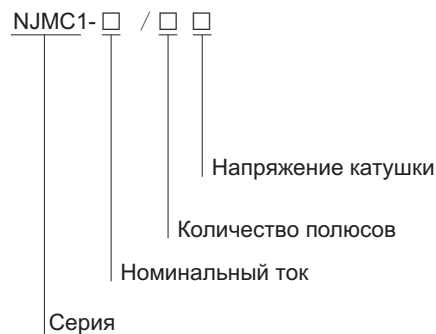 NJMC1-□ / □ □
Напряжение катушки
Количество полюсов
Номинальный ток
Серия